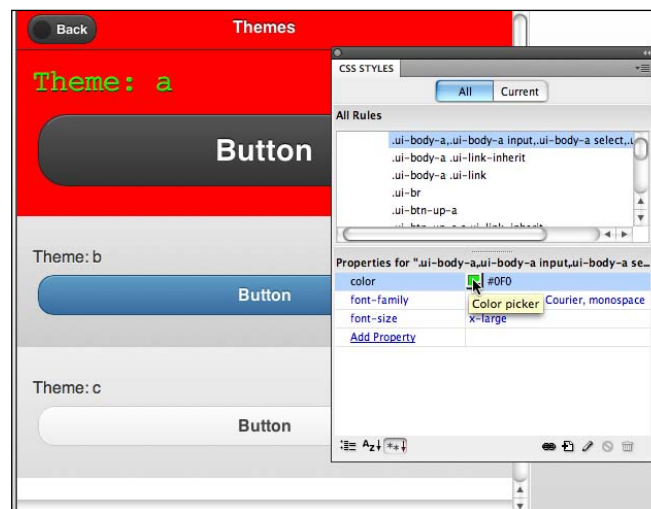 Back
Themes
Theme: a
Button
Theme: b
Button
Theme: c
Button
CSS STYLES
All Current
All Rules
.ui-body-a,.ui-body-a input,.ui-body-a select,.u
.ui-body-a .ui-link-inherit
.ui-body-a .ui-link
.ui-br
.ui-btn-up-a
Properties for ".ui-body-a,.ui-body-a input,.ui-body-a se...
color #0F0
font-family Courier, monospace
Color picker
font-size x-large
Add Property